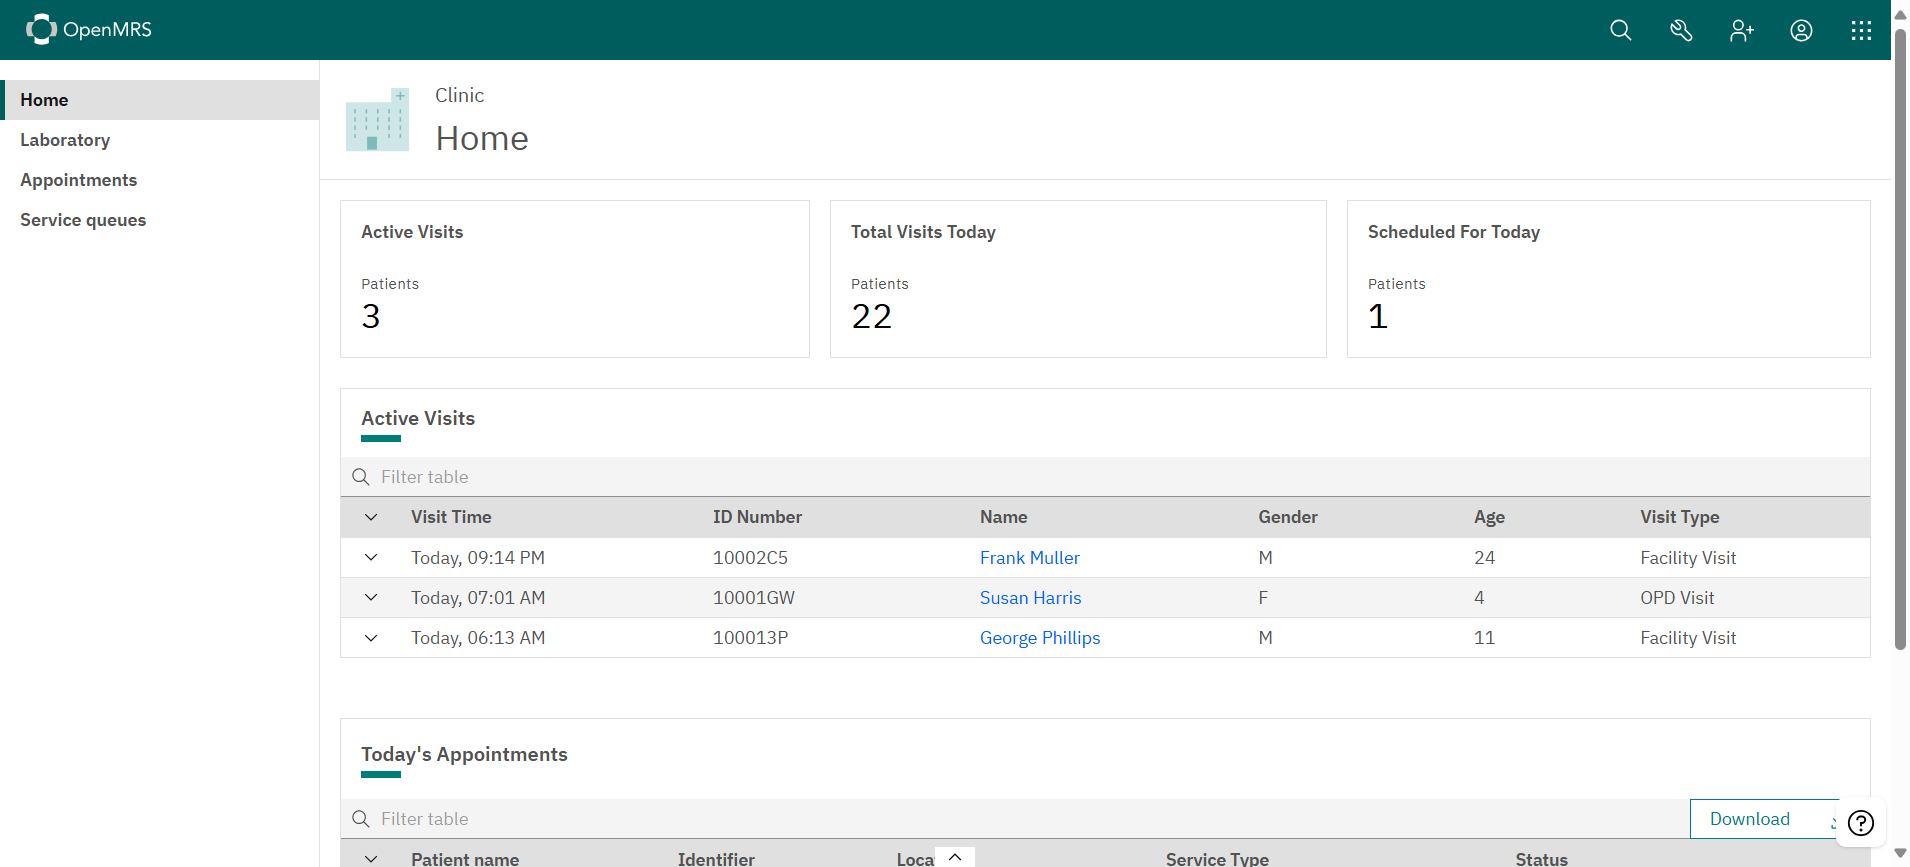 OpenMRS
Home
Laboratory
Appointments
Service queues
Clinic
Home
Active Visits
Patients
3
Total Visits Today
Patients
22
Scheduled For Today
Patients
1
Active Visits
Filter table
Visit Time ID Number Name Gender Age Visit Type
Today, 09:14 PM 10002C5 Frank Muller M 24 Facility Visit
Today, 07:01 AM 10001GW Susan Harris F 4 OPD Visit
Today, 06:13 AM 100013P George Phillips M 11 Facility Visit
Today's Appointments
Filter table
Download
Patient name Identifier Service Type Status